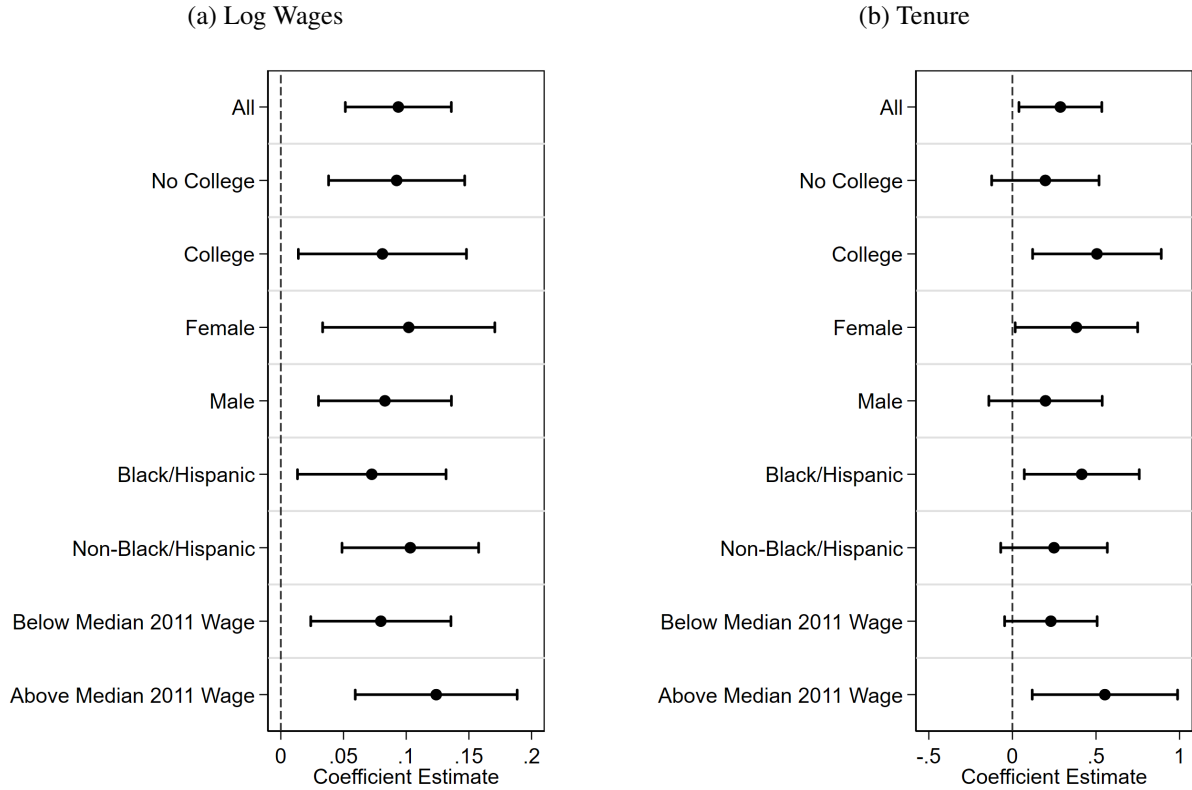 (a) Log Wages
All
No College
College
Female
Male
Black/Hispanic
Non-Black/Hispanic
Below Median 2011 Wage
Above Median 2011 Wage
0 .05 .1 .15 .2
Coefficient Estimate
(b) Tenure
All
No College
College
Female
Male
Black/Hispanic
Non-Black/Hispanic
Below Median 2011 Wage
Above Median 2011 Wage
-.5 0 .5 1
Coefficient Estimate